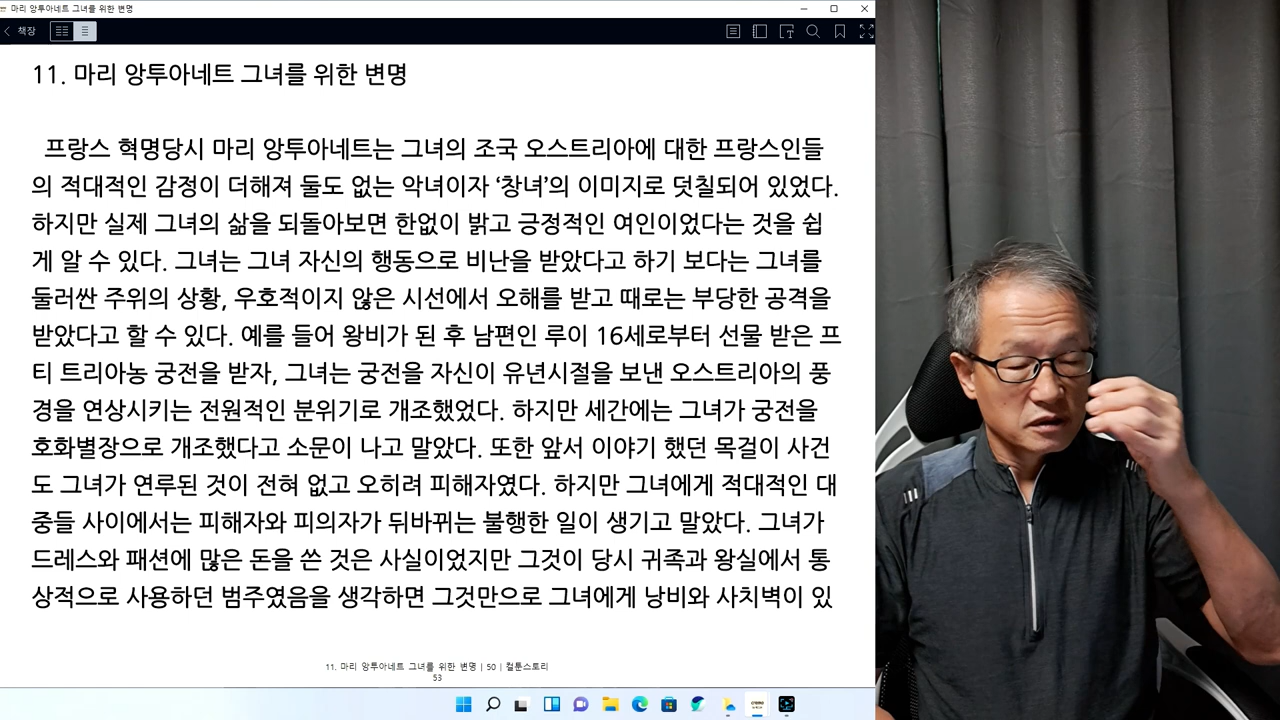 마리 앙투아네트 그녀를 위한 변명
책장
11. 마리 앙투아네트 그녀를 위한 변명
프랑스 혁명당시 마리 앙투아네트는 그녀의 조국 오스트리아에 대한 프랑스인들
의 적대적인 감정이 더해져 둘도 없는 악녀이자 ‘창녀’의 이미지로 덧칠되어 있었다.
하지만 실제 그녀의 삶을 되돌아보면 한없이 밝고 긍정적인 여인이었다는 것을 쉽
게 알 수 있다. 그녀는 그녀 자신의 행동으로 비난을 받았다고 하기 보다는 그녀를
둘러싼 주위의 상황, 우호적이지 않은 시선에서 오해를 받고 때로는 부당한 공격을
받았다고 할 수 있다. 예를 들어 왕비가 된 후 남편인 루이 16세로부터 선물 받은 프
티 트리아농 궁전을 받자, 그녀는 궁전을 자신이 유년시절을 보낸 오스트리아의 풍
경을 연상시키는 전원적인 분위기로 개조했었다. 하지만 세간에는 그녀가 궁전을
호화별장으로 개조했다고 소문이 나고 말았다. 또한 앞서 이야기 했던 목걸이 사건
도 그녀가 연루된 것이 전혀 없고 오히려 피해자였다. 하지만 그녀에게 적대적인 대
중들 사이에서는 피해자와 피의자가 뒤바뀌는 불행한 일이 생기고 말았다. 그녀가
드레스와 패션에 많은 돈을 쓴 것은 사실이었지만 그것이 당시 귀족과 왕실에서 통
상적으로 사용하던 범주였음을 생각하면 그것만으로 그녀에게 낭비와 사치벽이 있
11. 마리 앙투아네트 그녀를 위한 변명 | 50 | 컬툰스토리
53